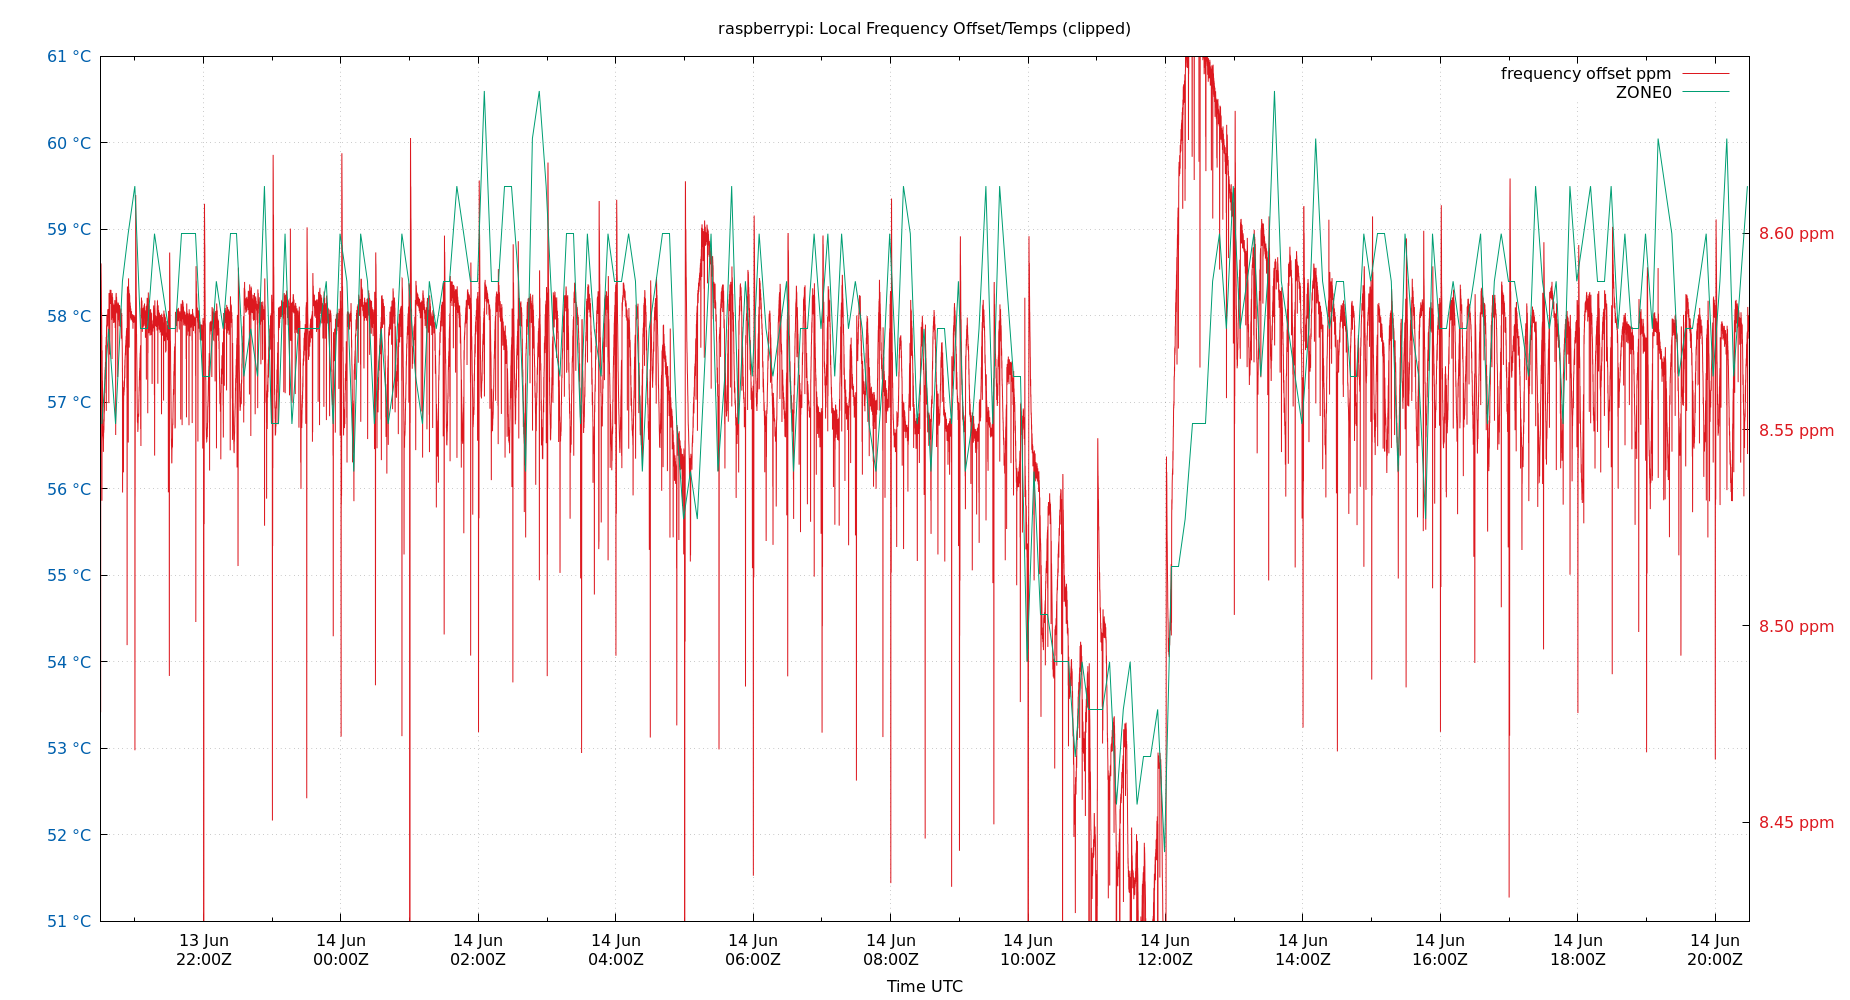 raspberrypi: Local Frequency Offset/Temps (clipped)
frequency offset ppm
ZONE0
61 °C
60 °C
59 °C
58 °C
57 °C
56 °C
55 °C
54 °C
53 °C
52 °C
51 °C
8.60 ppm
8.55 ppm
8.50 ppm
8.45 ppm
13 Jun 14 Jun 14 Jun 14 Jun 14 Jun 14 Jun 14 Jun 14 Jun 14 Jun 14 Jun 14 Jun 14 Jun
22:00Z 00:00Z 02:00Z 04:00Z 06:00Z 08:00Z 10:00Z 12:00Z 14:00Z 16:00Z 18:00Z 20:00Z
Time UTC